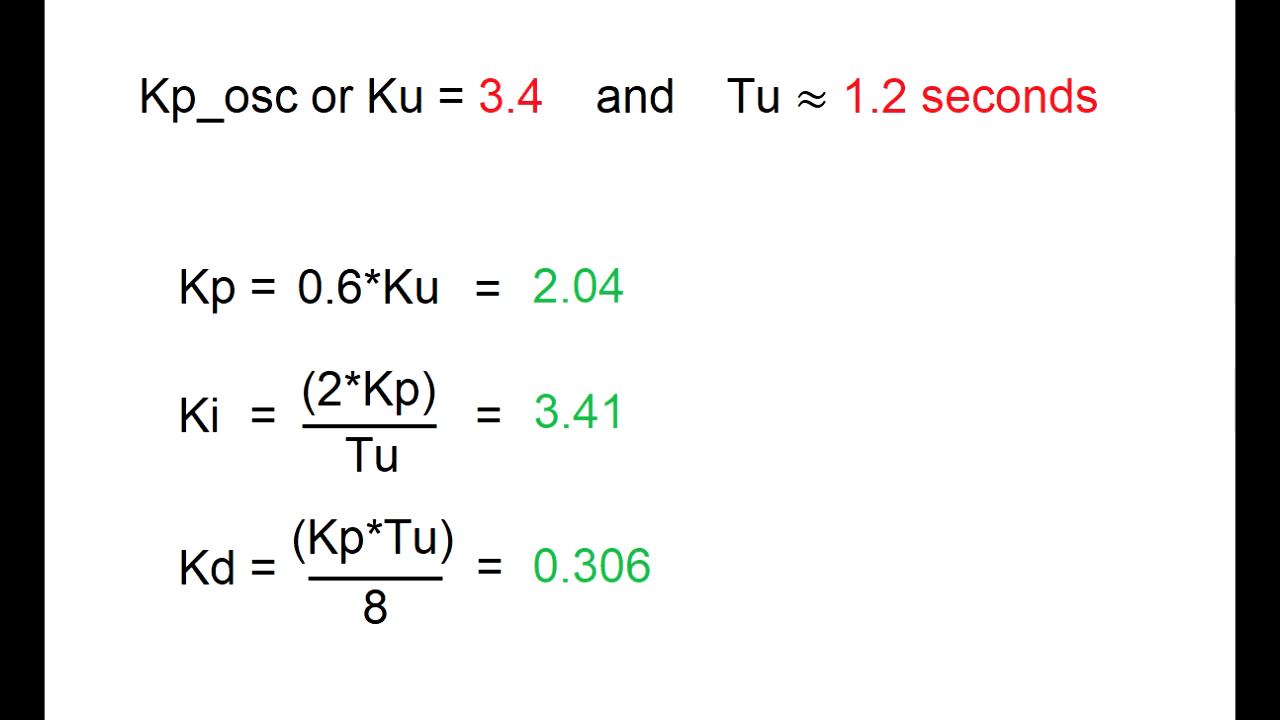 Kp_osc or Ku = 3.4 and Tu ≈ 1.2 seconds
Kp = 0.6*Ku = 2.04
Ki = (2*Kp) / Tu = 3.41
Kd = (Kp*Tu) / 8 = 0.306